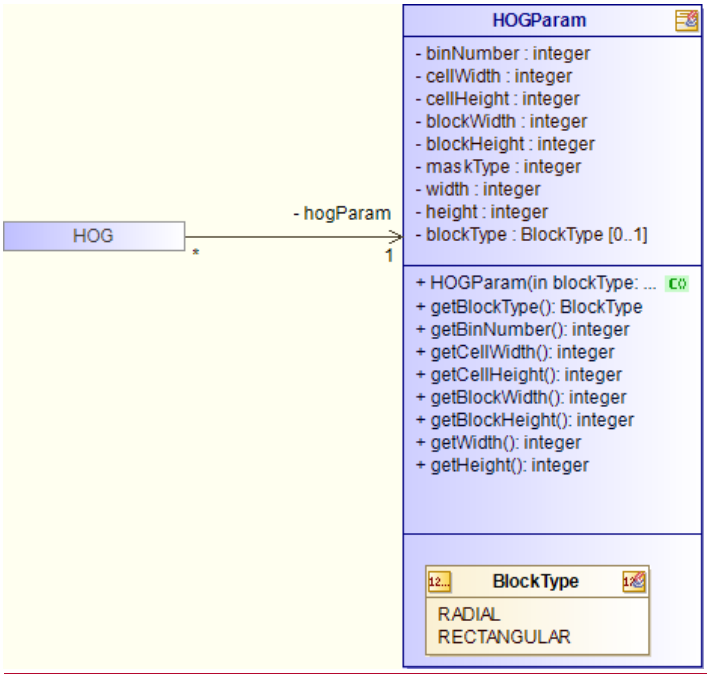 HOGParam
- binNumber : integer
- cellWidth : integer
- cellHeight : integer
- blockWidth : integer
- blockHeight : integer
- maskType : integer
- width : integer
- height : integer
- blockType : BlockType [0..1]
- hogParam
HOG
*
1
+ HOGParam(in blockType: ... C()
+ getBlockType(): BlockType
+ getBinNumber(): integer
+ getCellWidth(): integer
+ getCellHeight(): integer
+ getBlockWidth(): integer
+ getBlockHeight(): integer
+ getWidth(): integer
+ getHeight(): integer
12... BlockType
RADIAL
RECTANGULAR